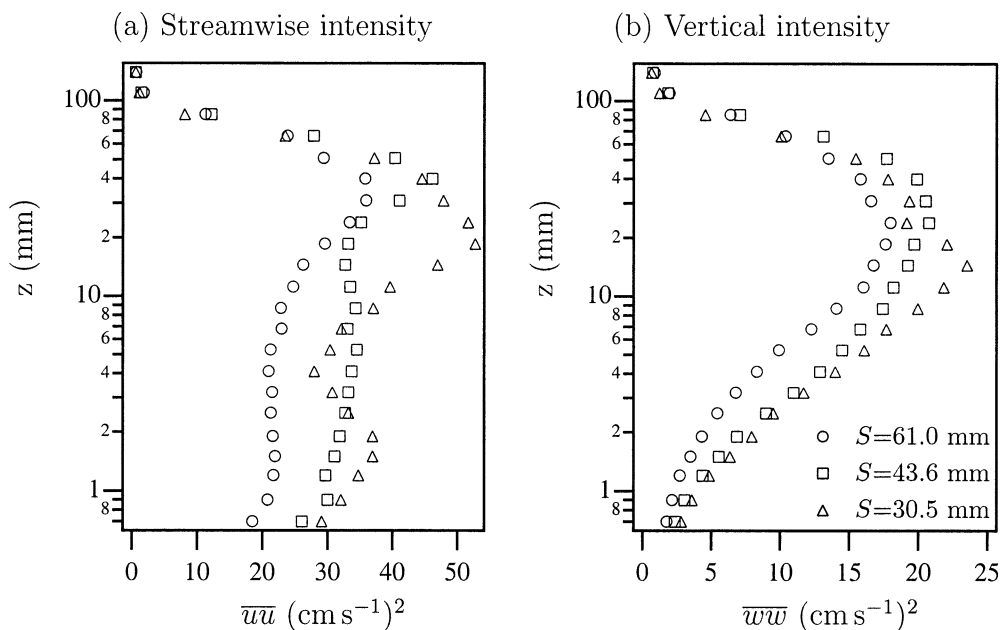 (a) Streamwise intensity
z (mm)
100
8
6
4
2
10
8
6
4
2
1
8
0 10 20 30 40 50
uu (cm s⁻¹)²
(b) Vertical intensity
z (mm)
100
8
6
4
2
10
8
6
4
2
1
8
S=61.0 mm
S=43.6 mm
S=30.5 mm
0 5 10 15 20 25
ww (cm s⁻¹)²